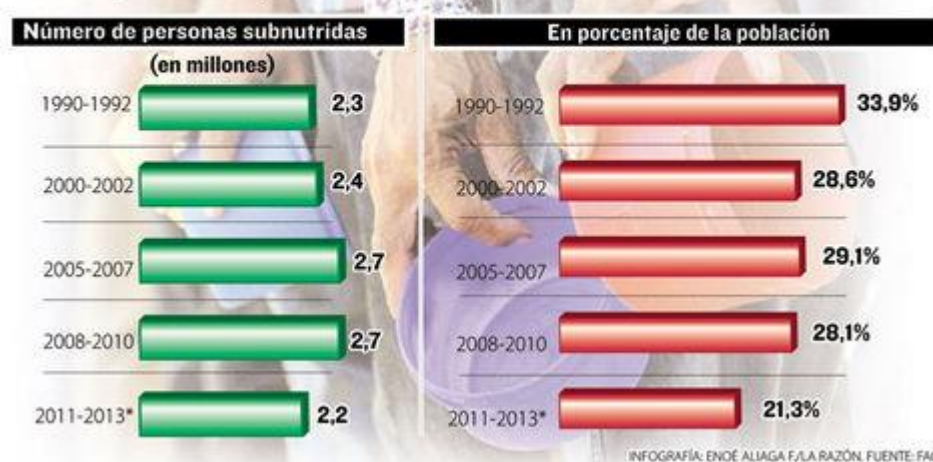 Número de personas subnutridas
(en millones)
1990-1992 2,3
2000-2002 2,4
2005-2007 2,7
2008-2010 2,7
2011-2013* 2,2
En porcentaje de la población
1990-1992 33,9%
2000-2002 28,6%
2005-2007 29,1%
2008-2010 28,1%
2011-2013* 21,3%
INFOGRAFÍA: ENOÉ ALIAGA F./LA RAZÓN. FUENTE: